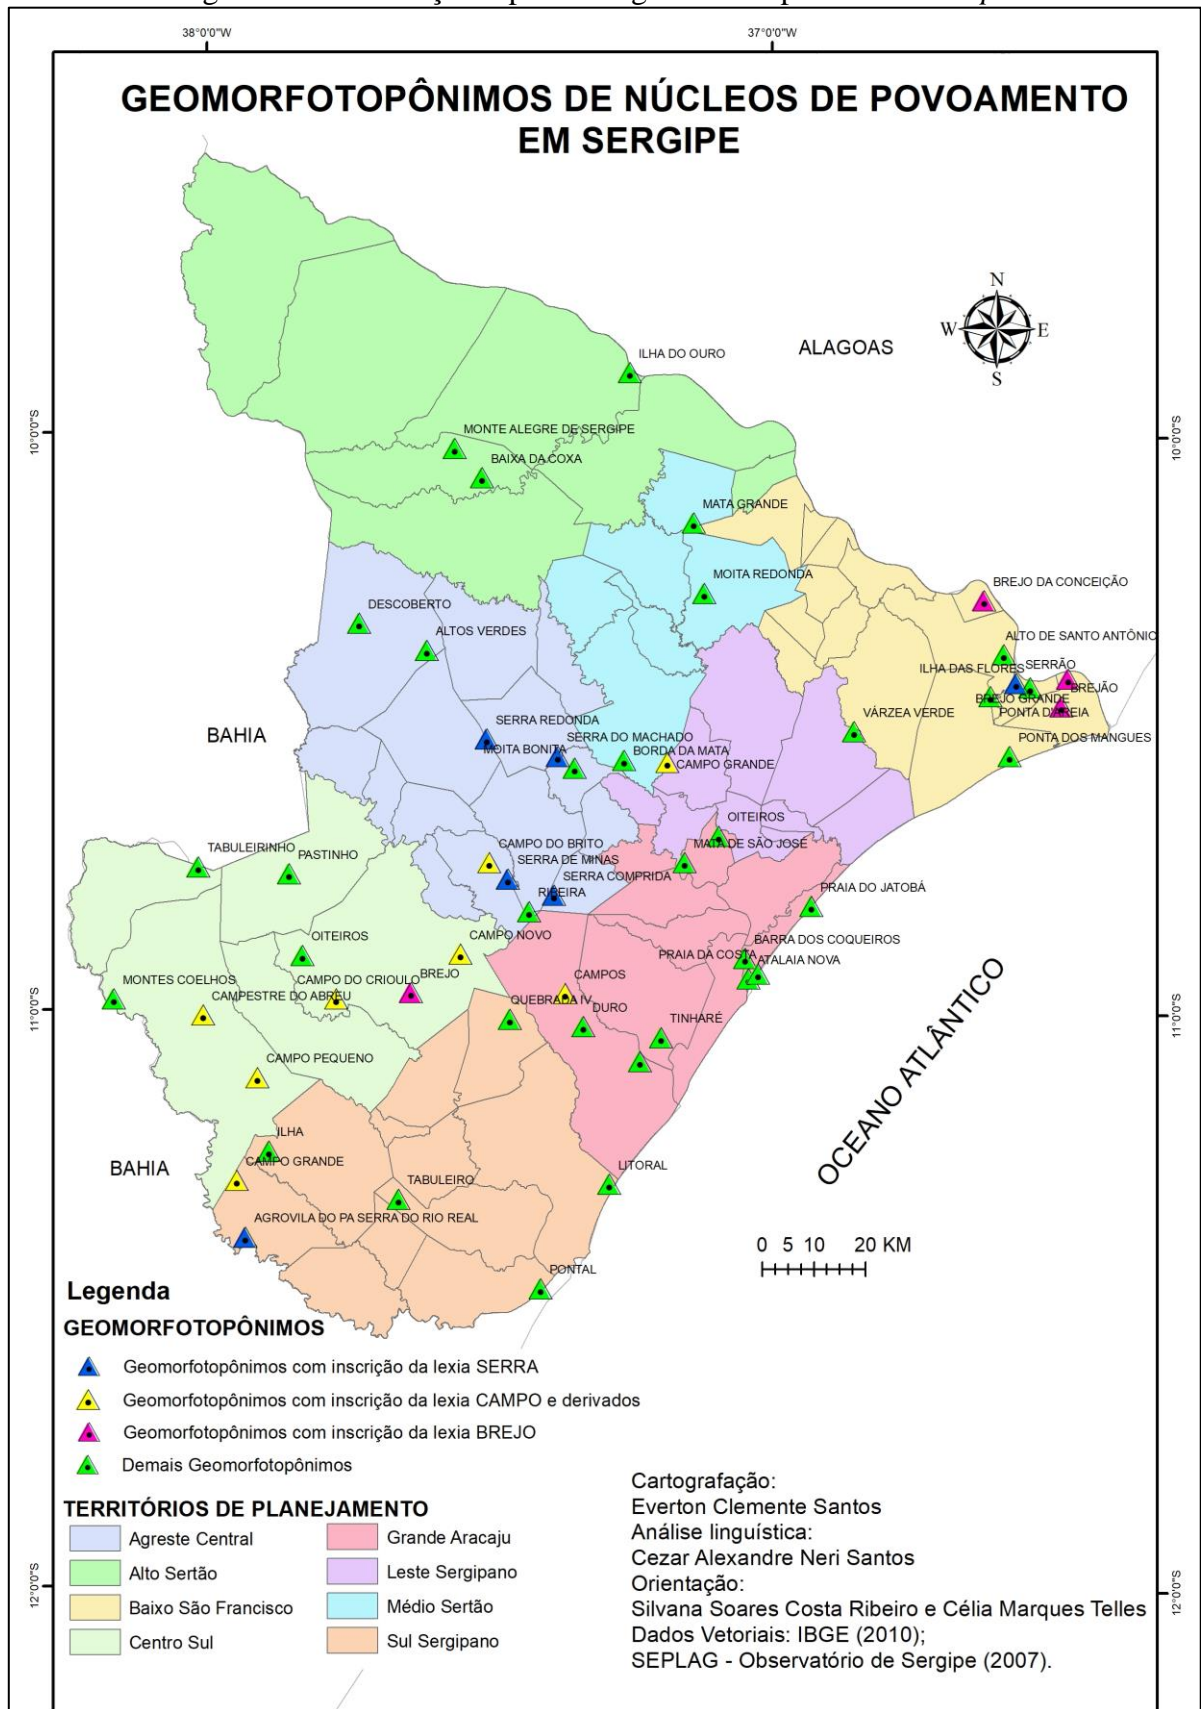 38°0'0"W
37°0'0"W
GEOMORFOTOPÔNIMOS DE NÚCLEOS DE POVOAMENTO
EM SERGIPE
N
W E
S
ALAGOAS
ILHA DO OURO
10°0'0"S
10°0'0"S
MONTE ALEGRE DE SERGIPE
BAIXA DA COXA
MATA GRANDE
MOITA REDONDA
BREJO DA CONCEIÇÃO
DESCOBERTO
ALTOS VERDES
ALTO DE SANTO ANTÔNIO
ILHA DAS FLORES
SERRÃO
BREJÃO
BREJO GRANDE
PONTA D'AREIA
VÁRZEA VERDE
PONTA DOS MANGUES
BAHIA
SERRA REDONDA
SERRA DO MACHADO
MOITA BONITA
BORDA DA MATA
CAMPO GRANDE
OITEIROS
MATA DE SÃO JOSÉ
CAMPO DO BRITO
SERRA DE MINAS
SERRA COMPRIDA
RIBEIRA
TABULEIRINHO
PASTINHO
PRAIA DO JATOBÁ
OITEIROS
CAMPO NOVO
BARRA DOS COQUEIROS
PRAIA DA COSTA
ATALAIA NOVA
MONTES COELHOS
CAMPO DO CRIOULO
BREJO
CAMPOS
CAMPESTRE DO ABREU
QUEBRADA IV
DURO
TINHARÉ
11°0'0"S
11°0'0"S
CAMPO PEQUENO
OCEANO ATLÂNTICO
ILHA
BAHIA
CAMPO GRANDE
TABULEIRO
LITORAL
AGROVILA DO PA SERRA DO RIO REAL
0 5 10 20 KM
PONTAL
Legenda
GEOMORFOTOPÔNIMOS
Geomorfotopônimos com inscrição da lexia SERRA
Geomorfotopônimos com inscrição da lexia CAMPO e derivados
Geomorfotopônimos com inscrição da lexia BREJO
Demais Geomorfotopônimos
TERRITÓRIOS DE PLANEJAMENTO
Agreste Central
Alto Sertão
Baixo São Francisco
Centro Sul
Grande Aracaju
Leste Sergipano
Médio Sertão
Sul Sergipano
Cartografação:
Everton Clemente Santos
Análise linguística:
Cezar Alexandre Neri Santos
Orientação:
Silvana Soares Costa Ribeiro e Célia Marques Telles
Dados Vetoriais: IBGE (2010);
SEPLAG - Observatório de Sergipe (2007).
12°0'0"S
12°0'0"S